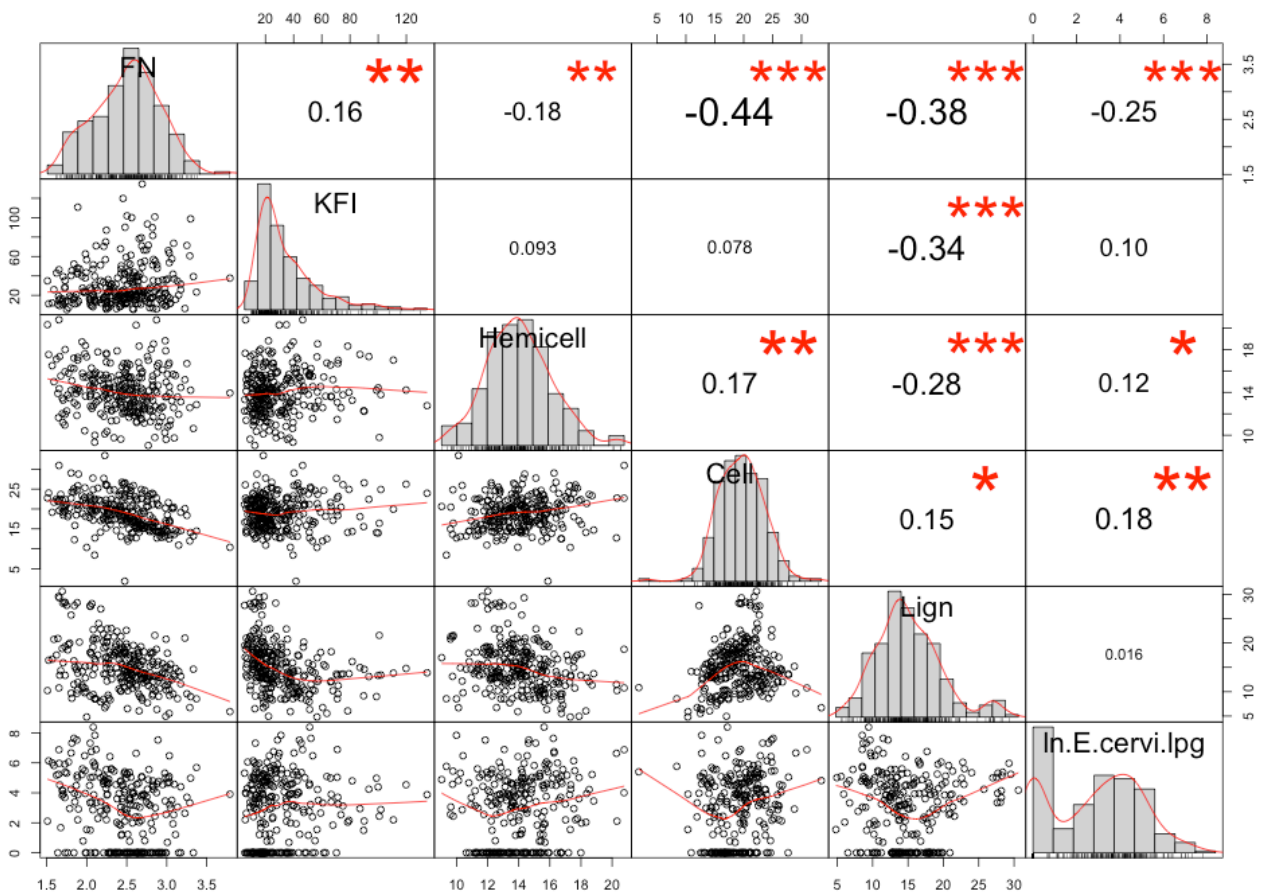 20 40 60 80 120 5 10 15 20 25 30 0 2 4 6 8
FN 0.16 ** -0.18 ** -0.44 *** -0.38 *** -0.25 *** 1.5 2.5 3.5
20 60 100 KFI 0.093 0.078 -0.34 *** 0.10
Hemicell 0.17 ** -0.28 *** 0.12 * 10 14 18
5 15 25 Cell 0.15 * 0.18 **
Lign 0.016 5 10 20 30
0 2 4 6 8 ln.E.cervi.lpg
1.5 2.0 2.5 3.0 3.5 10 12 14 16 18 20 5 10 15 20 25 30